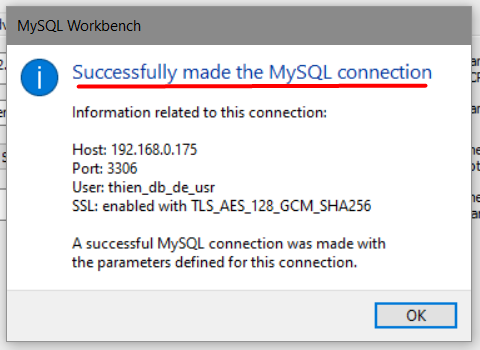 MySQL Workbench
Successfully made the MySQL connection
Information related to this connection:
Host: 192.168.0.175
Port: 3306
User: thien_db_de_usr
SSL: enabled with TLS_AES_128_GCM_SHA256
A successful MySQL connection was made with
the parameters defined for this connection.
OK